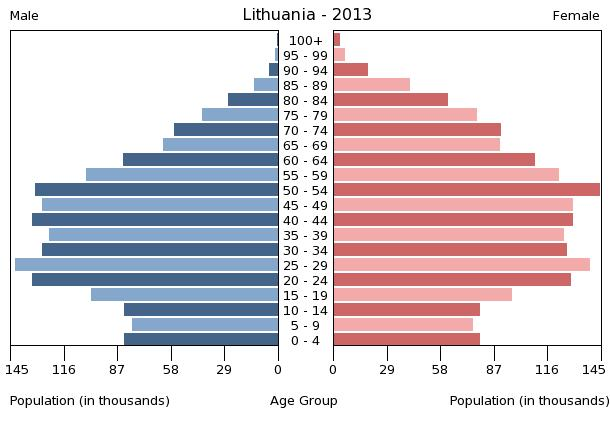 Lithuania - 2013
Male
Female
100+
95 - 99
90 - 94
85 - 89
80 - 84
75 - 79
70 - 74
65 - 69
60 - 64
55 - 59
50 - 54
45 - 49
40 - 44
35 - 39
30 - 34
25 - 29
20 - 24
15 - 19
10 - 14
5 - 9
0 - 4
145 116 87 58 29 0
0 29 58 87 116 145
Population (in thousands)
Age Group
Population (in thousands)